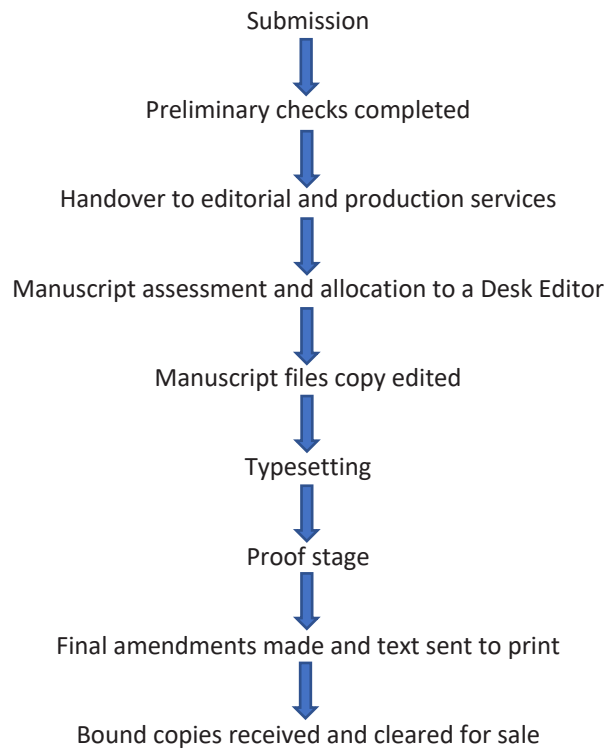 Submission
Preliminary checks completed
Handover to editorial and production services
Manuscript assessment and allocation to a Desk Editor
Manuscript files copy edited
Typesetting
Proof stage
Final amendments made and text sent to print
Bound copies received and cleared for sale